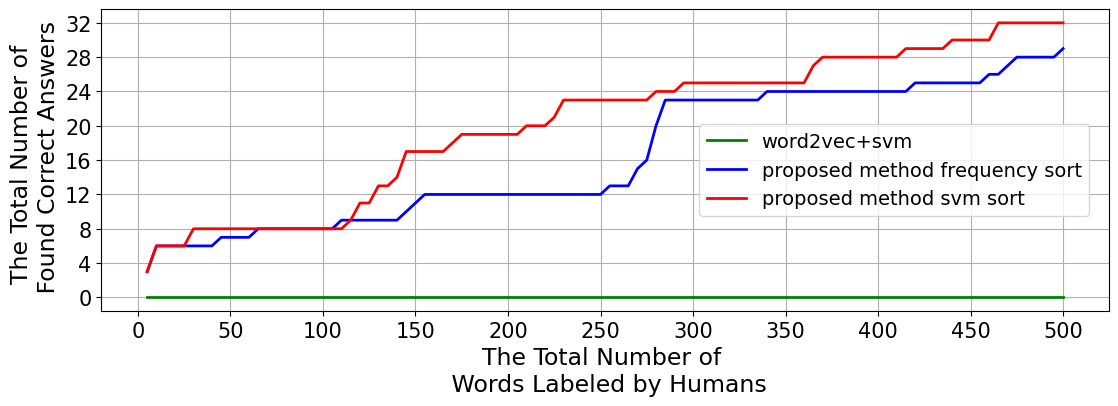 The Total Number of
Found Correct Answers
32
28
24
20
16
12
8
4
0
word2vec+svm
proposed method frequency sort
proposed method svm sort
0 50 100 150 200 250 300 350 400 450 500
The Total Number of
Words Labeled by Humans